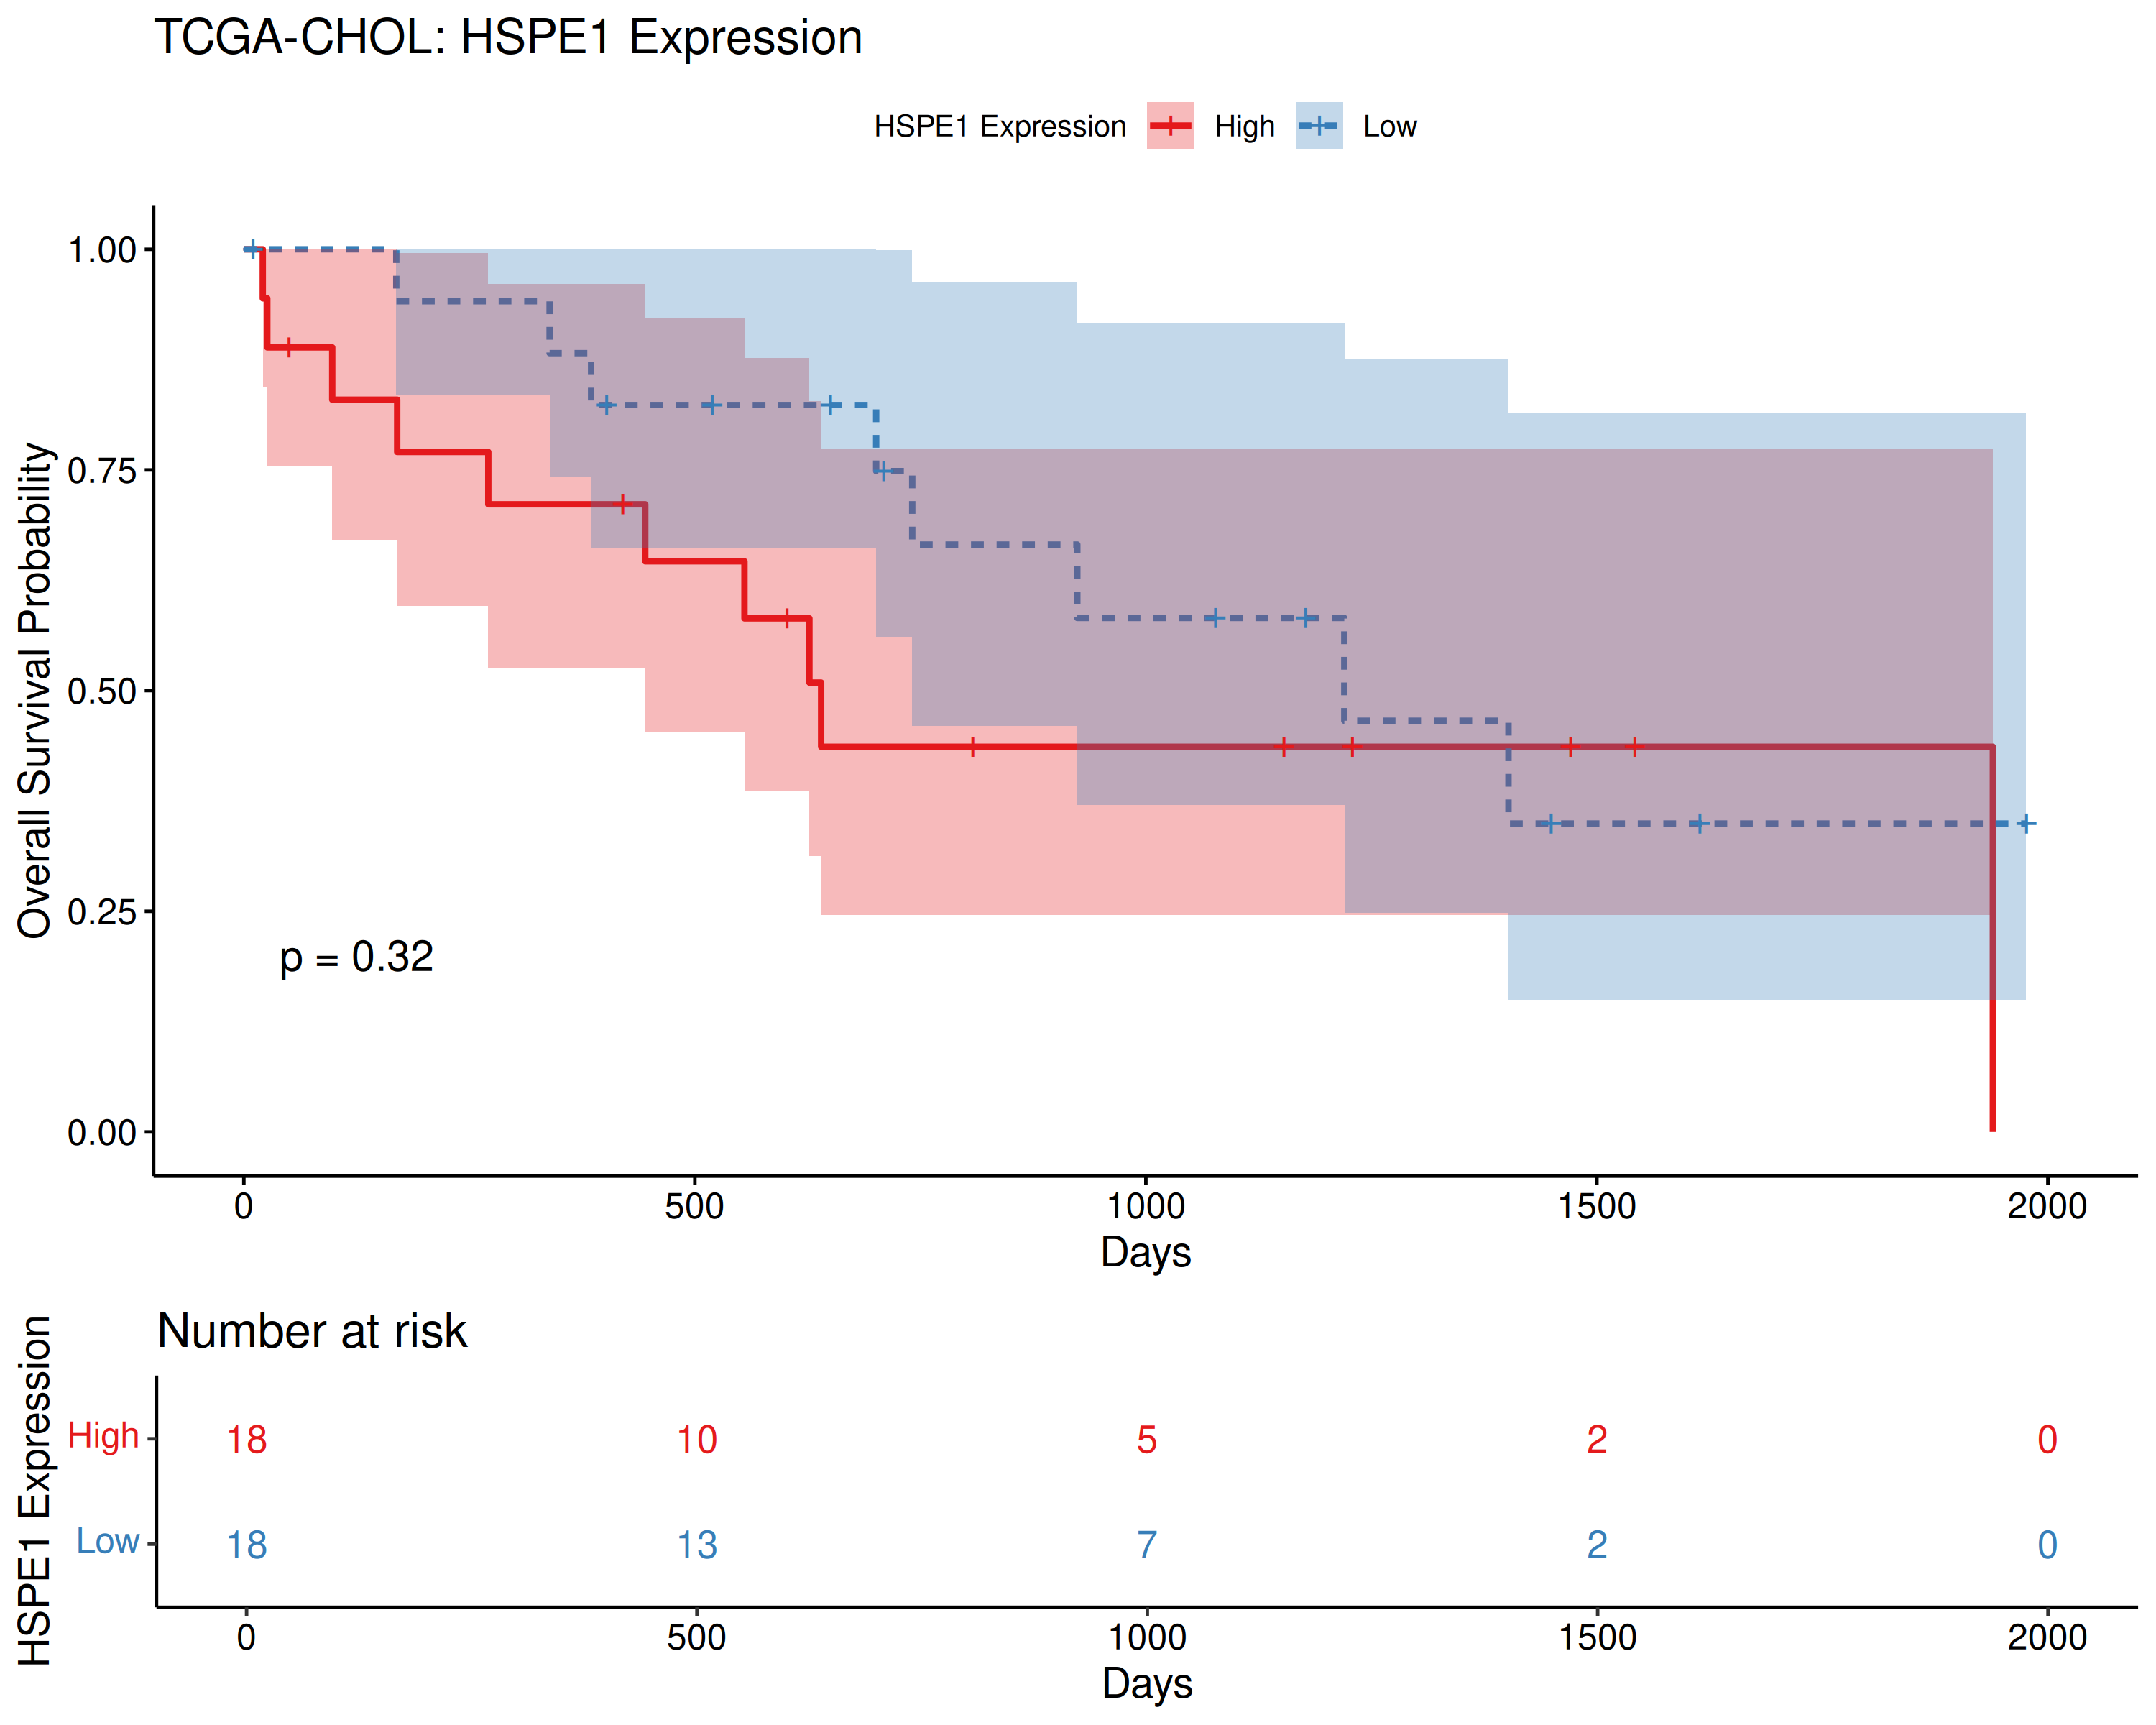 TCGA-CHOL: HSPE1 Expression
HSPE1 Expression High Low
Overall Survival Probability
1.00
0.75
0.50
0.25
0.00
p = 0.32
0 500 1000 1500 2000
Days
Number at risk
HSPE1 Expression
High 18 10 5 2 0
Low 18 13 7 2 0
0 500 1000 1500 2000
Days